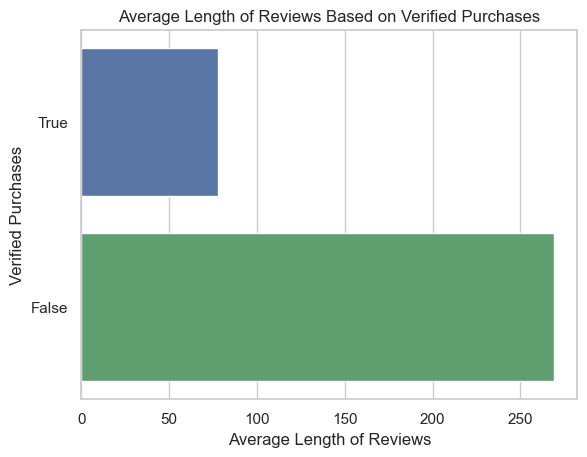 Average Length of Reviews Based on Verified Purchases
Verified Purchases
True
False
0 50 100 150 200 250
Average Length of Reviews